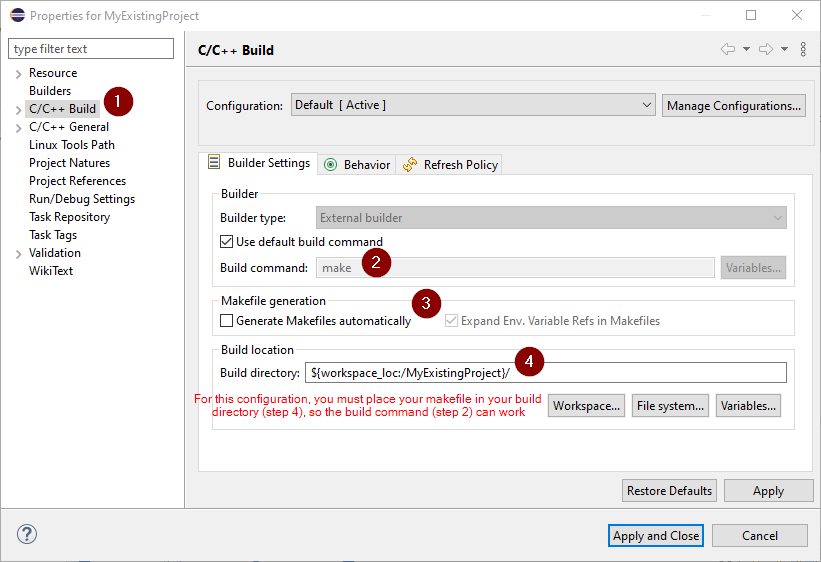 Properties for MyExistingProject
type filter text
C/C++ Build
Resource
Builders
C/C++ Build
1
C/C++ General
Linux Tools Path
Project Natures
Project References
Run/Debug Settings
Task Repository
Task Tags
Validation
WikiText
Configuration: Default [ Active ] Manage Configurations...
Builder Settings Behavior Refresh Policy
Builder
Builder type: External builder
Use default build command
Build command: make 2 Variables...
Makefile generation 3
Generate Makefiles automatically Expand Env. Variable Refs in Makefiles
Build location 4
Build directory: ${workspace_loc:/MyExistingProject}/
For this configuration, you must place your makefile in your build
directory (step 4), so the build command (step 2) can work
Workspace... File system... Variables...
Restore Defaults Apply
? Apply and Close Cancel